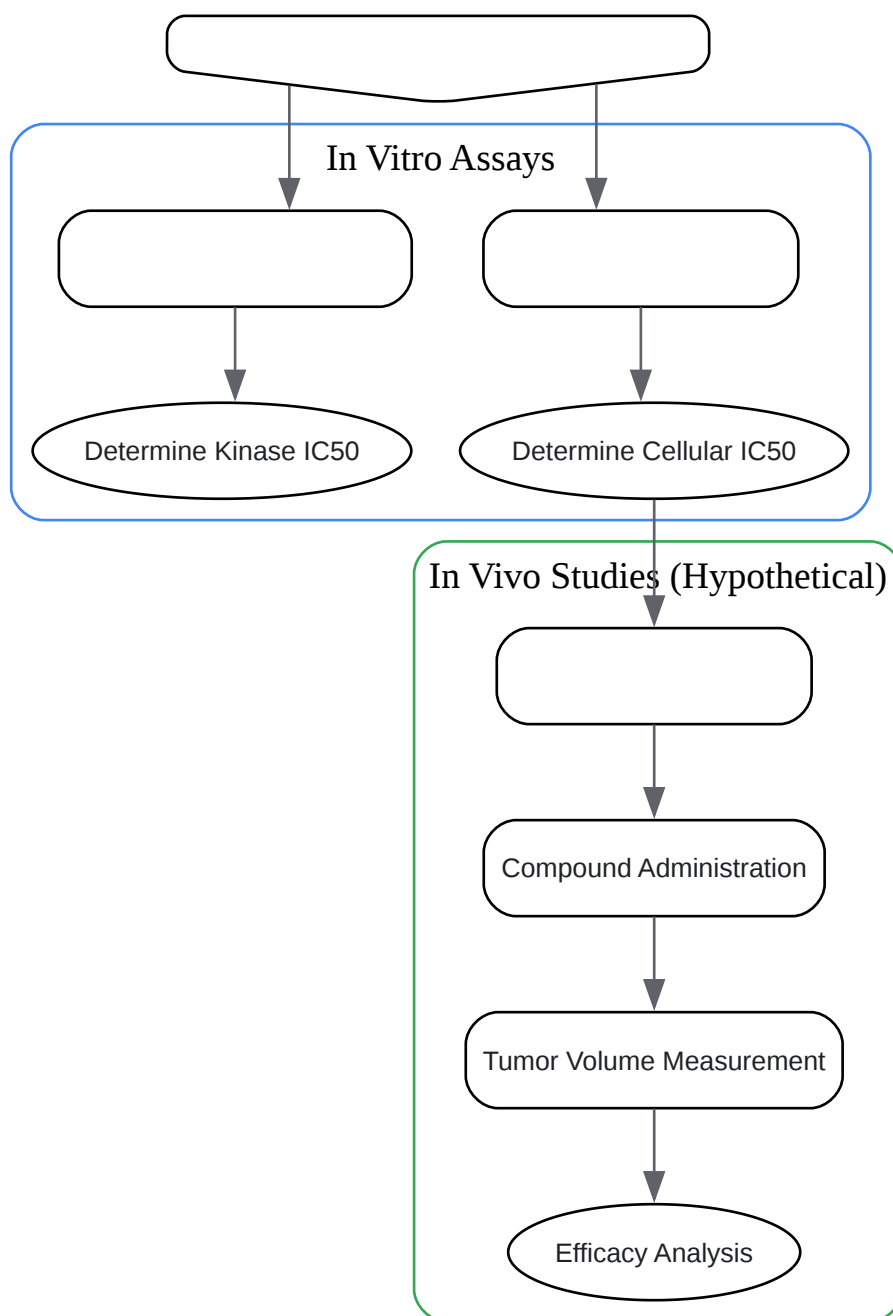 In Vitro Assays
Determine Kinase IC50
Determine Cellular IC50
In Vivo Studies (Hypothetical)
Compound Administration
Tumor Volume Measurement
Efficacy Analysis